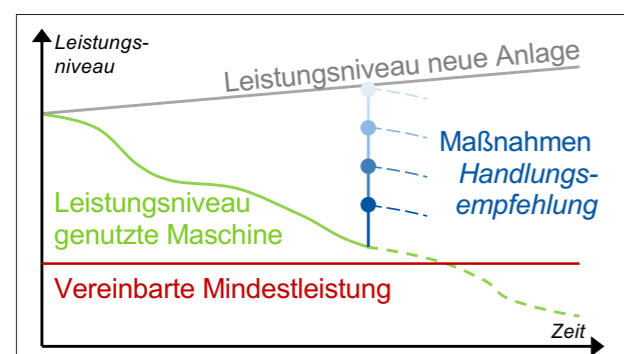 Leistungs-
niveau
Leistungsniveau neue Anlage
Maßnahmen
Handlungs-
empfehlung
Leistungsniveau
genutzte Maschine
Vereinbarte Mindestleistung
Zeit